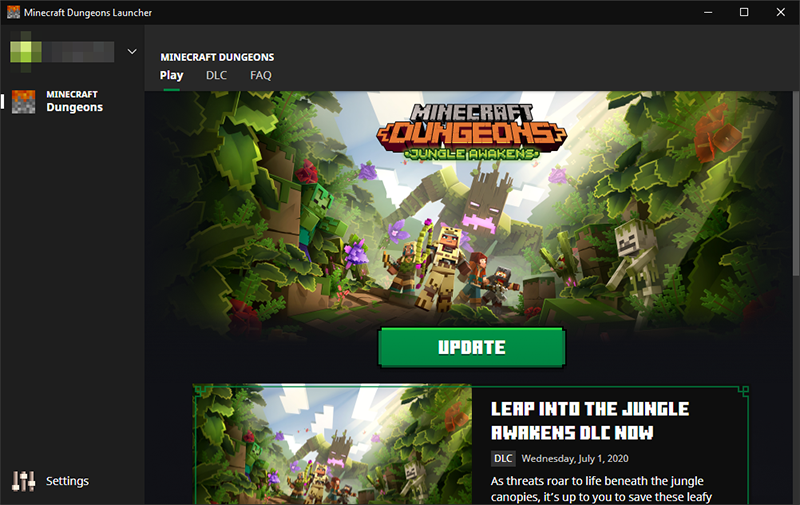 Minecraft Dungeons Launcher
MINECRAFT
Dungeons
MINECRAFT DUNGEONS
Play DLC FAQ
MINECRAFT
DUNGEONS
JUNGLE AWAKENS
UPDATE
LEAP INTO THE JUNGLE
AWAKENS DLC NOW
DLC Wednesday, July 1, 2020
As threats roar to life beneath the jungle
canopies, it's up to you to save these leafy
Settings